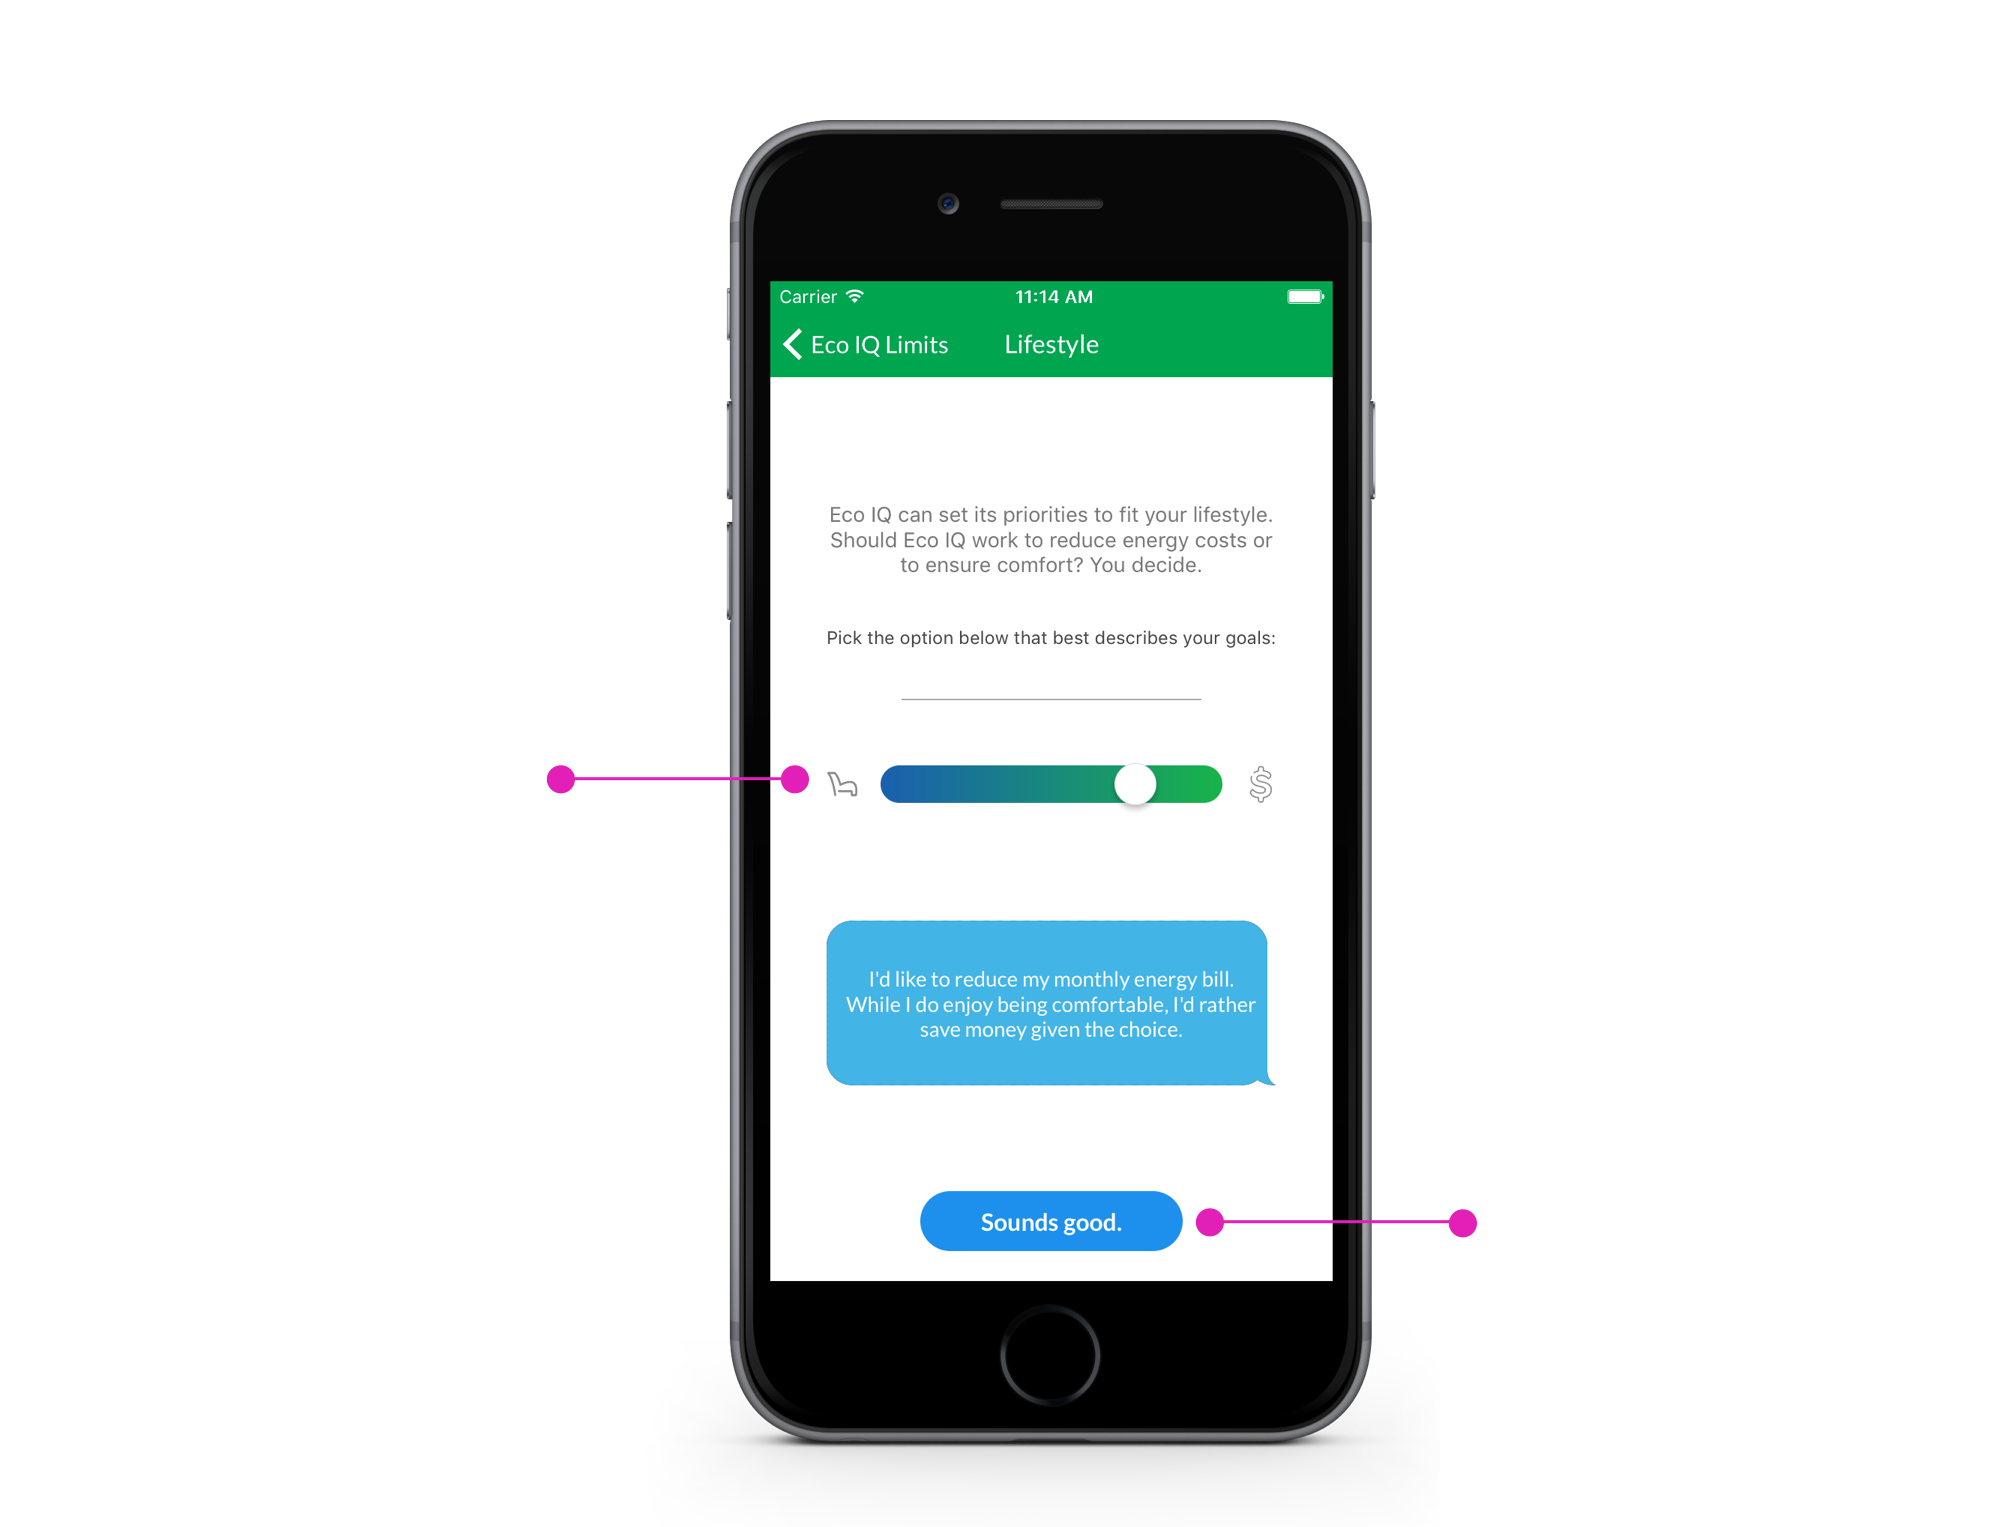 Carrier 11:14 AM
Eco IQ Limits Lifestyle
Eco IQ can set its priorities to fit your lifestyle.
Should Eco IQ work to reduce energy costs or
to ensure comfort? You decide.
Pick the option below that best describes your goals:
$
I'd like to reduce my monthly energy bill.
While I do enjoy being comfortable, I'd rather
save money given the choice.
Sounds good.